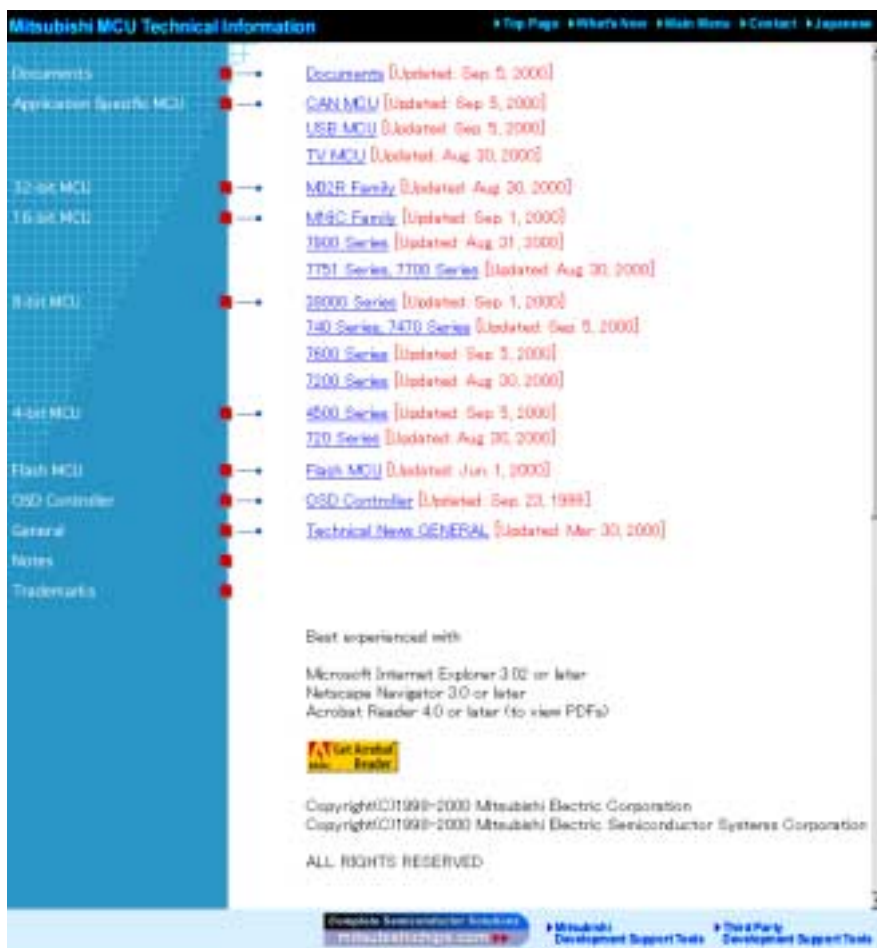 Mitsubishi MCU Technical Information
Top Page What's New Main Menu Contact Japanese
Documents
Documents [Updated: Sep 5, 2000]
Application Specific MCU
CAN MCU [Updated: Sep 5, 2000]
USB MCU [Updated: Sep 5, 2000]
TV MCU [Updated: Aug 30, 2000]
32-bit MCU
M32R Family [Updated: Aug 30, 2000]
16-bit MCU
M16C Family [Updated: Sep 1, 2000]
7900 Series [Updated: Aug 31, 2000]
7751 Series, 7700 Series [Updated: Aug 30, 2000]
8-bit MCU
38000 Series [Updated: Sep 1, 2000]
740 Series, 7470 Series [Updated: Sep 5, 2000]
7600 Series [Updated: Sep 5, 2000]
7200 Series [Updated: Aug 30, 2000]
4-bit MCU
4500 Series [Updated: Sep 5, 2000]
720 Series [Updated: Aug 30, 2000]
Flash MCU
Flash MCU [Updated: Jun 1, 2000]
OSD Controller
OSD Controller [Updated: Sep 23, 1999]
General
Technical News GENERAL [Updated: Mar 30, 2000]
Notes
Trademarks
Best experienced with
Microsoft Internet Explorer 3.02 or later
Netscape Navigator 3.0 or later
Acrobat Reader 4.0 or later (to view PDFs)
Get Acrobat
Reader
Copyright(C)1998-2000 Mitsubishi Electric Corporation
Copyright(C)1998-2000 Mitsubishi Electric Semiconductor Systems Corporation
ALL RIGHTS RESERVED
Complete Semiconductor Solutions
Mitsubishi
Development Support Tools
Third Party
Development Support Tools